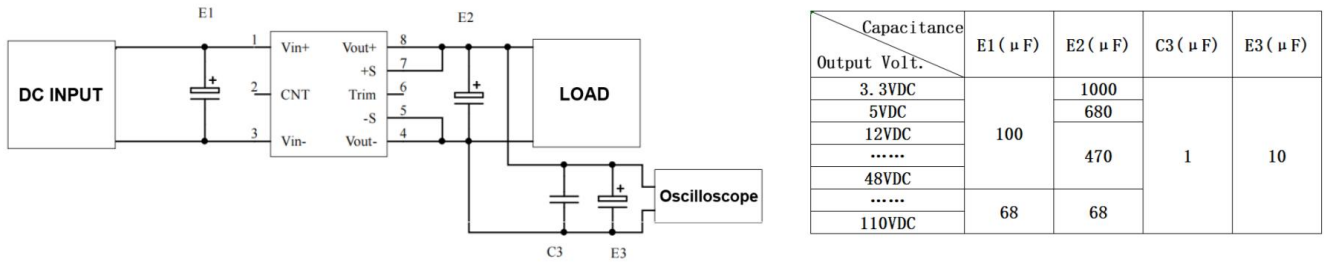 E1
E2
DC INPUT
1
Vin+
Vout+
8
+S
7
2
CNT
Trim
6
-S
5
3
Vin-
Vout-
4
+
+
LOAD
+
Oscilloscope
C3
E3
Capacitance
Output Volt.
E1(μF)
E2(μF)
C3(μF)
E3(μF)
3.3VDC
100
1000
1
10
5VDC
680
12VDC
470
……
48VDC
……
68
68
110VDC